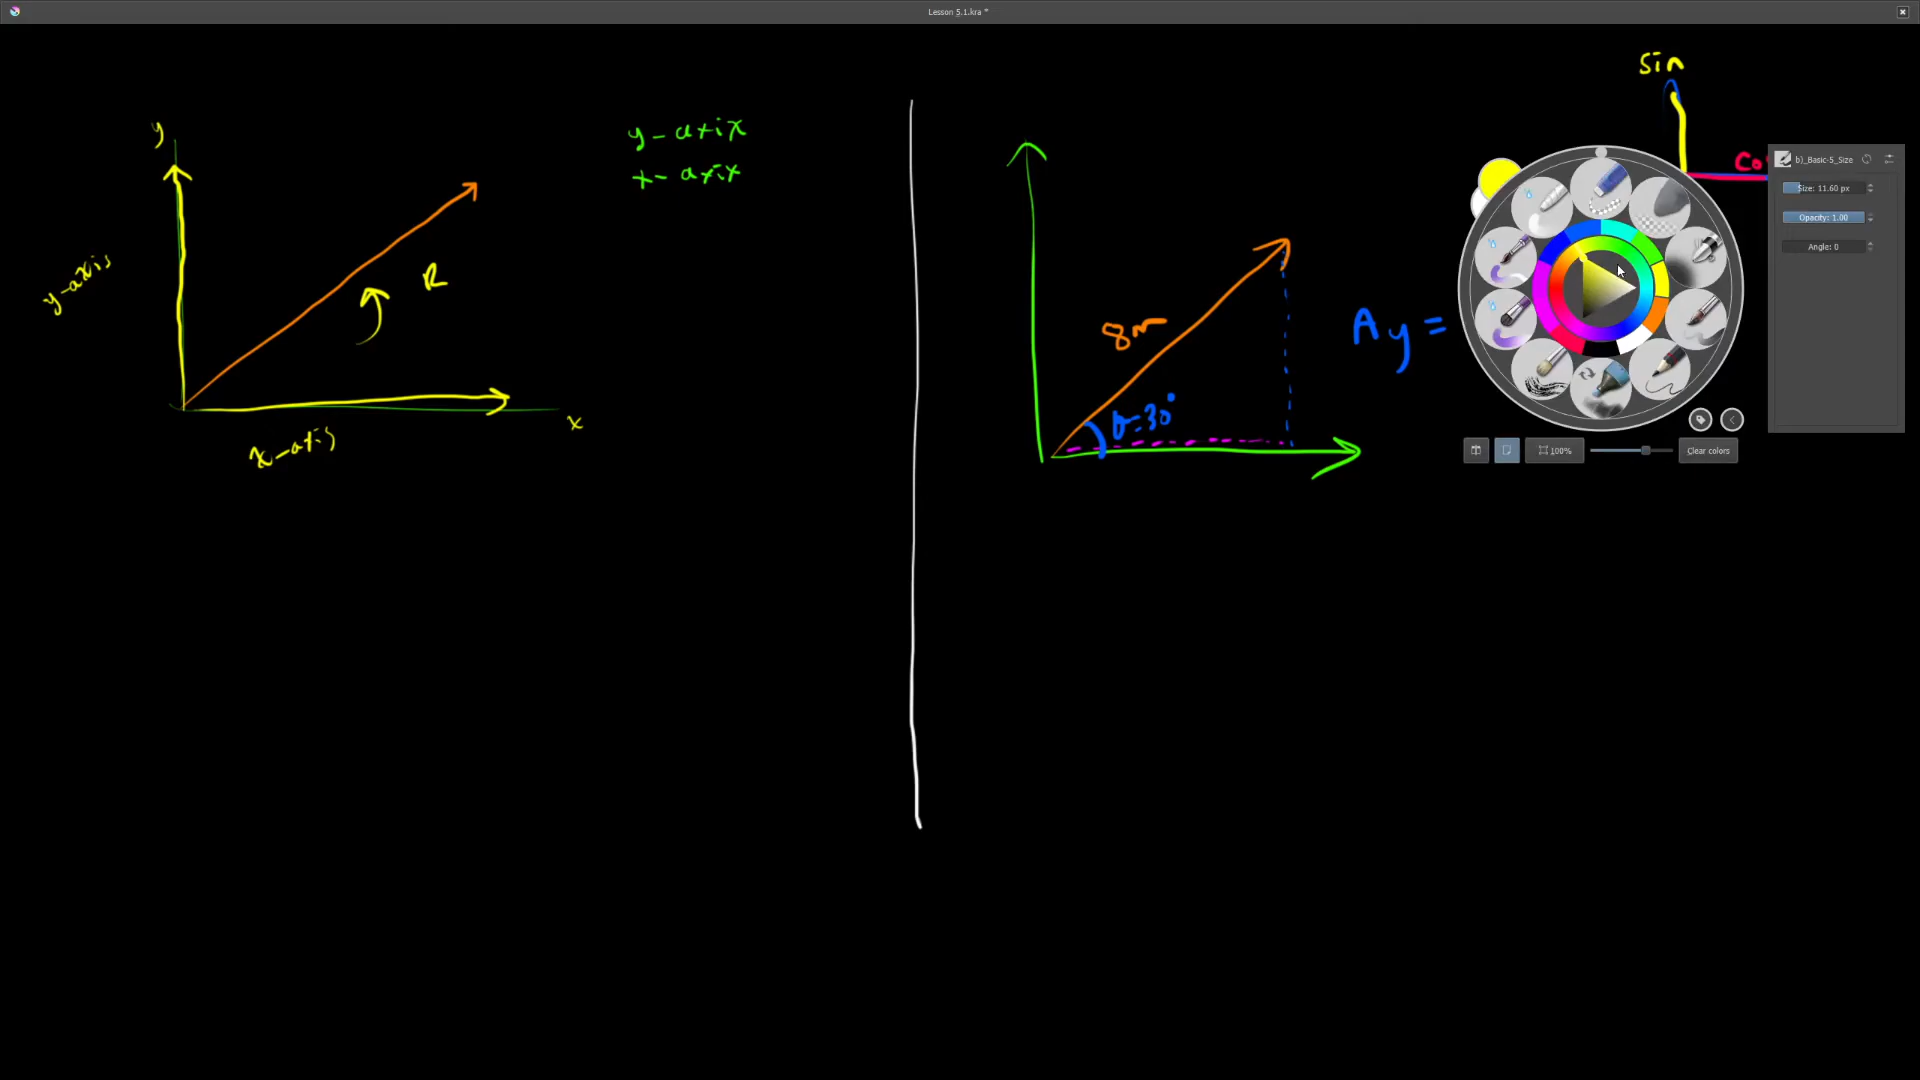 Lesson 5.1.kra *
Sin
y
y-axix
x-axix
Co
b)_Basic-5_Size
Size: 11.60 px
Opacity: 1.00
Angle: 0
R
y-axis
8m
Ay =
θ=30°
x
x-axis
100%
Clear colors